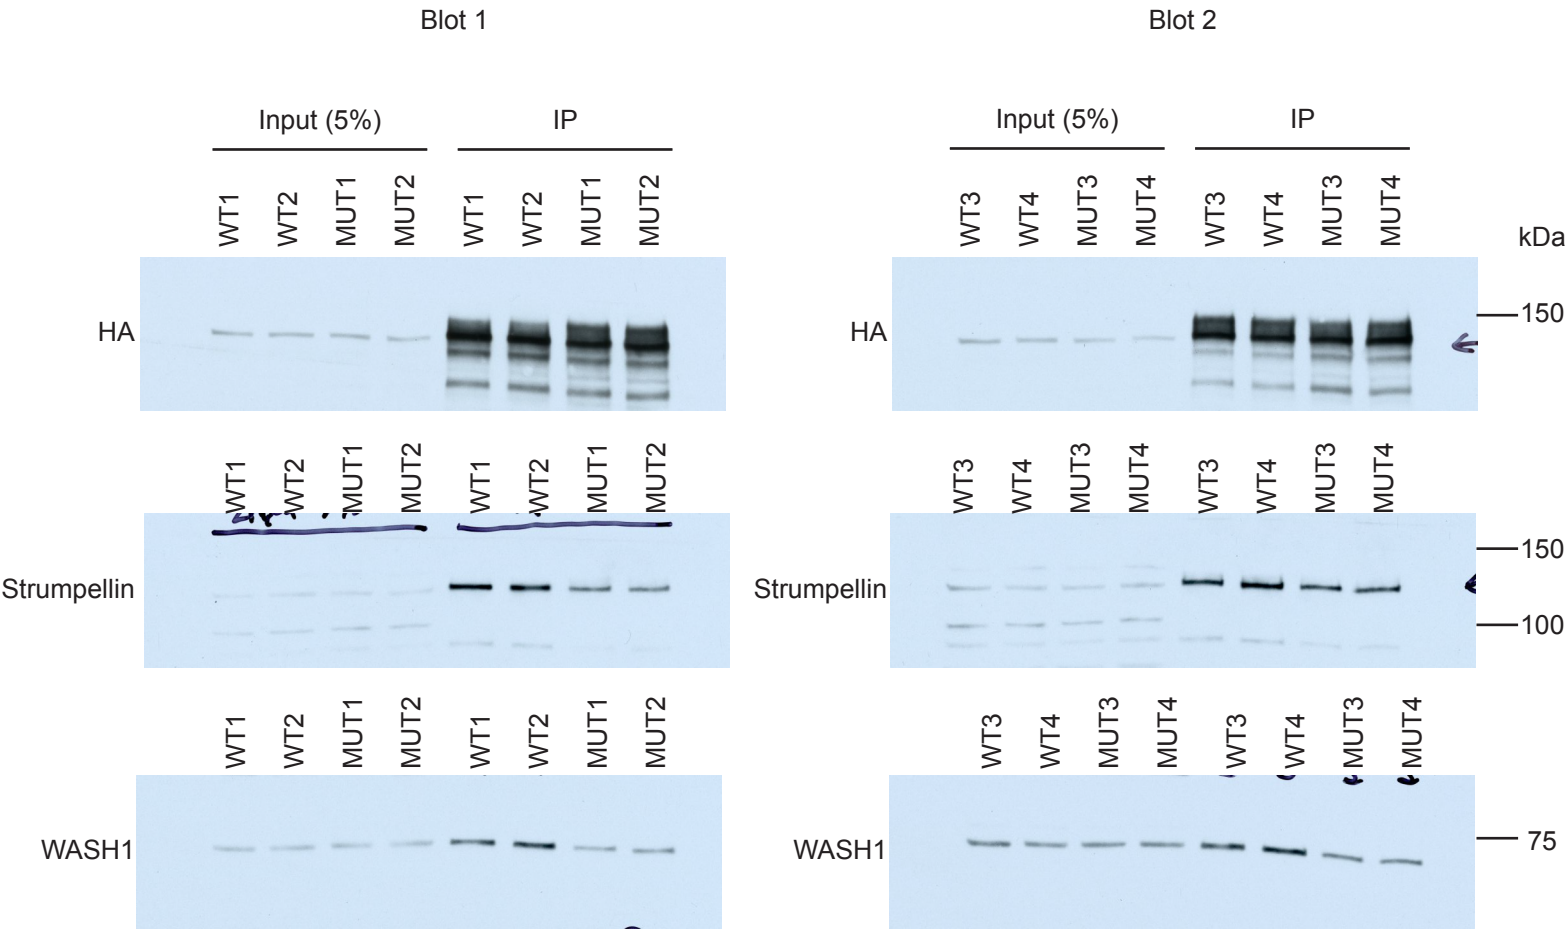 Blot 1 Blot 2
Input (5%) IP Input (5%) IP
WT1 WT2 MUT1 MUT2 WT1 WT2 MUT1 MUT2 WT3 WT4 MUT3 MUT4 WT3 WT4 MUT3 MUT4
kDa
HA HA 150
WT1 WT2 MUT1 MUT2 WT1 WT2 MUT1 MUT2 WT3 WT4 MUT3 MUT4 WT3 WT4 MUT3 MUT4
150
Strumpellin Strumpellin
100
WT1 WT2 MUT1 MUT2 WT1 WT2 MUT1 MUT2 WT3 WT4 MUT3 MUT4 WT3 WT4 MUT3 MUT4
WASH1 WASH1 75